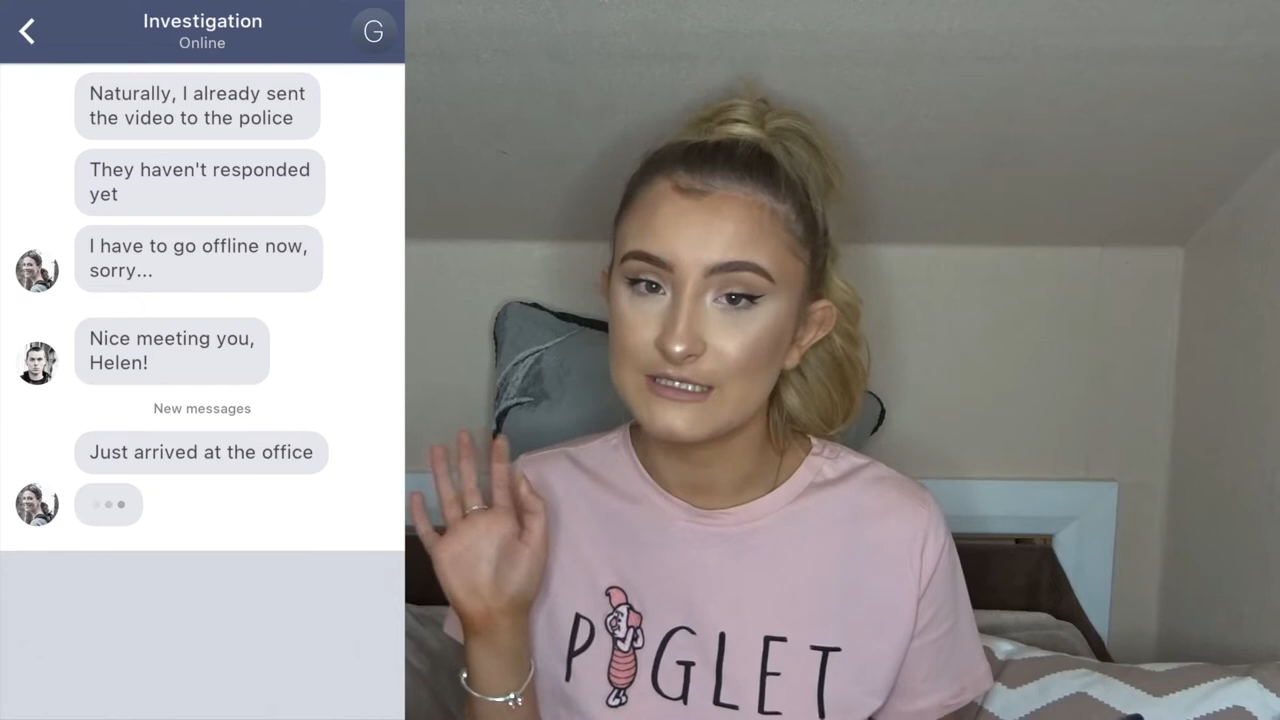 Investigation
Online
G
Naturally, I already sent
the video to the police
They haven't responded
yet
I have to go offline now,
sorry...
Nice meeting you,
Helen!
New messages
Just arrived at the office
PIGLET